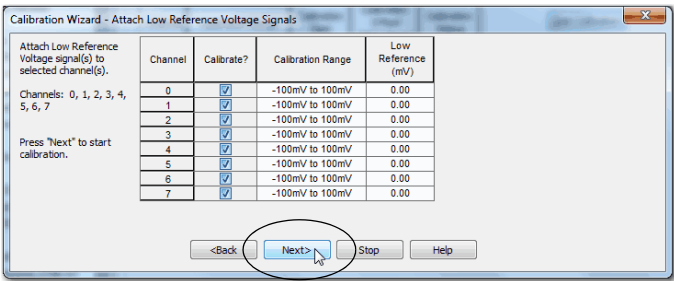 Calibration Wizard - Attach Low Reference Voltage Signals
Attach Low Reference
Voltage signal(s) to
selected channel(s).
Channels: 0, 1, 2, 3, 4,
5, 6, 7
Press "Next" to start
calibration.
Channel Calibrate? Calibration Range Low Reference (mV)
0 -100mV to 100mV 0.00
1 -100mV to 100mV 0.00
2 -100mV to 100mV 0.00
3 -100mV to 100mV 0.00
4 -100mV to 100mV 0.00
5 -100mV to 100mV 0.00
6 -100mV to 100mV 0.00
7 -100mV to 100mV 0.00
<Back Next> Stop Help